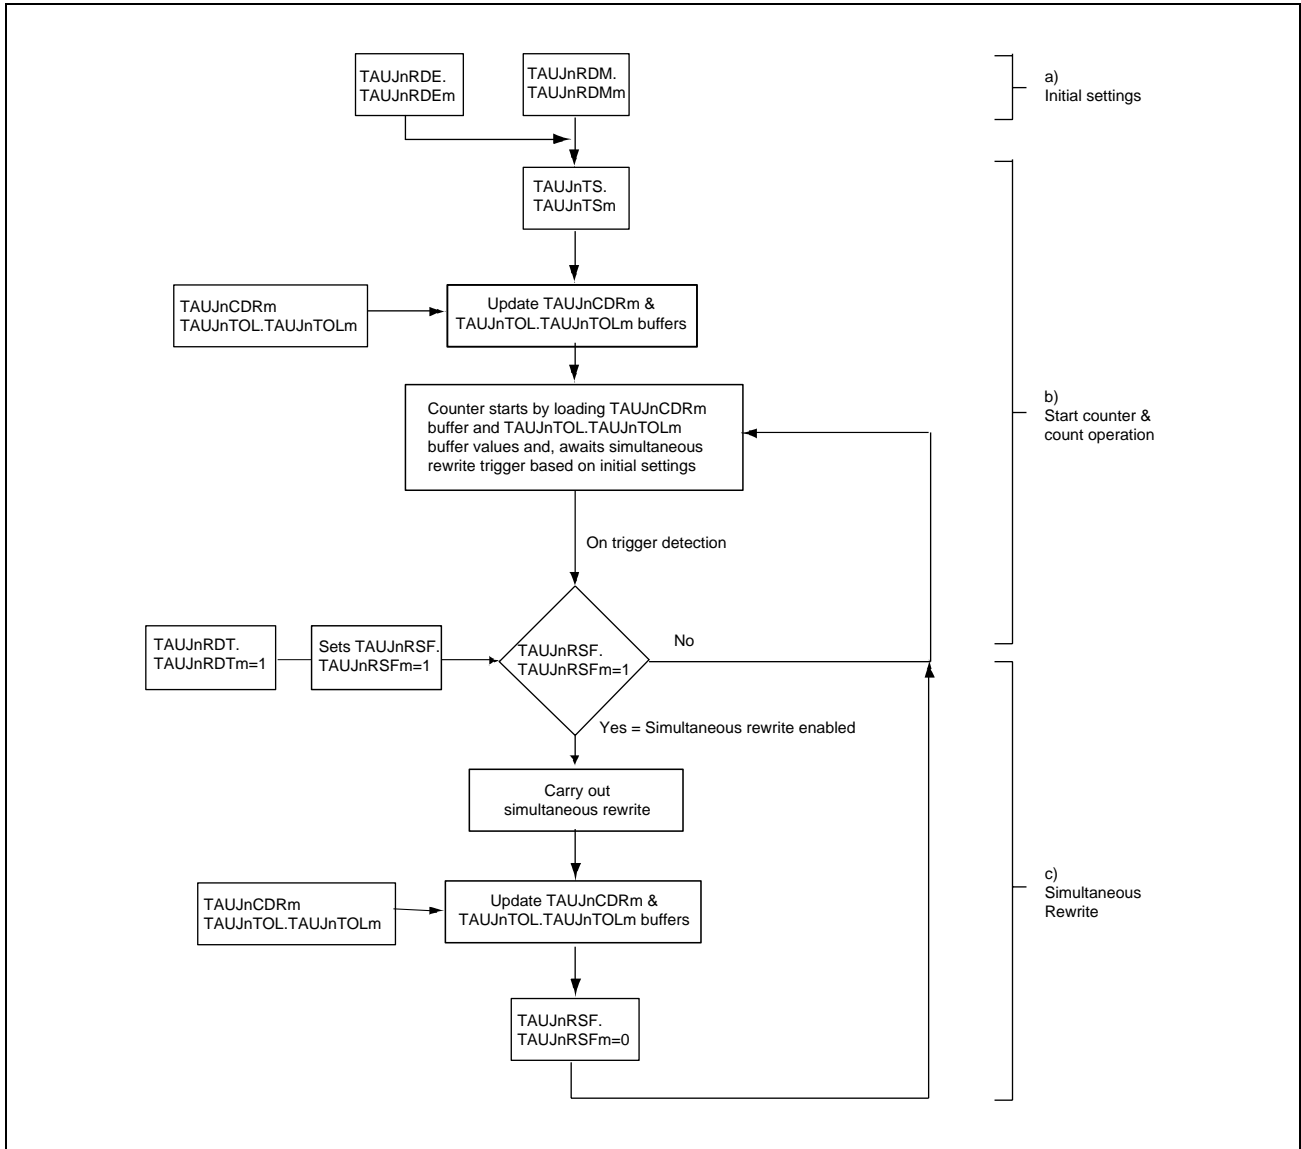 TAUJnRDE.
TAUJnRDEm
TAUJnRDM.
TAUJnRDMm
a)
Initial settings
TAUJnTS.
TAUJnTSm
TAUJnCDRm
TAUJnTOL.TAUJnTOLm
Update TAUJnCDRm &
TAUJnTOL.TAUJnTOLm buffers
Counter starts by loading TAUJnCDRm
buffer and TAUJnTOL.TAUJnTOLm
buffer values and, awaits simultaneous
rewrite trigger based on initial settings
b)
Start counter &
count operation
On trigger detection
TAUJnRDT.
TAUJnRDTm=1
Sets TAUJnRSF.
TAUJnRSFm=1
TAUJnRSF.
TAUJnRSFm=1
No
Yes = Simultaneous rewrite enabled
Carry out
simultaneous rewrite
TAUJnCDRm
TAUJnTOL.TAUJnTOLm
Update TAUJnCDRm &
TAUJnTOL.TAUJnTOLm buffers
c)
Simultaneous
Rewrite
TAUJnRSF.
TAUJnRSFm=0